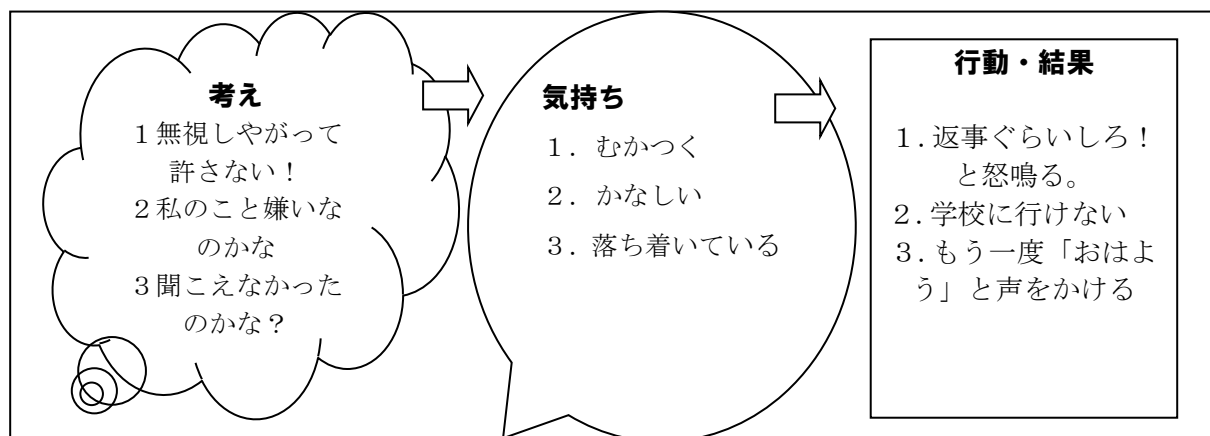 考え
1無視しやがって
許さない！
2私のこと嫌いな
のかな
3聞こえなかった
のかな？
気持ち
1．むかつく
2．かなしい
3．落ち着いている
行動・結果
1.返事ぐらいしろ！
と怒鳴る。
2.学校に行けない
3.もう一度「おはよ
う」と声をかける